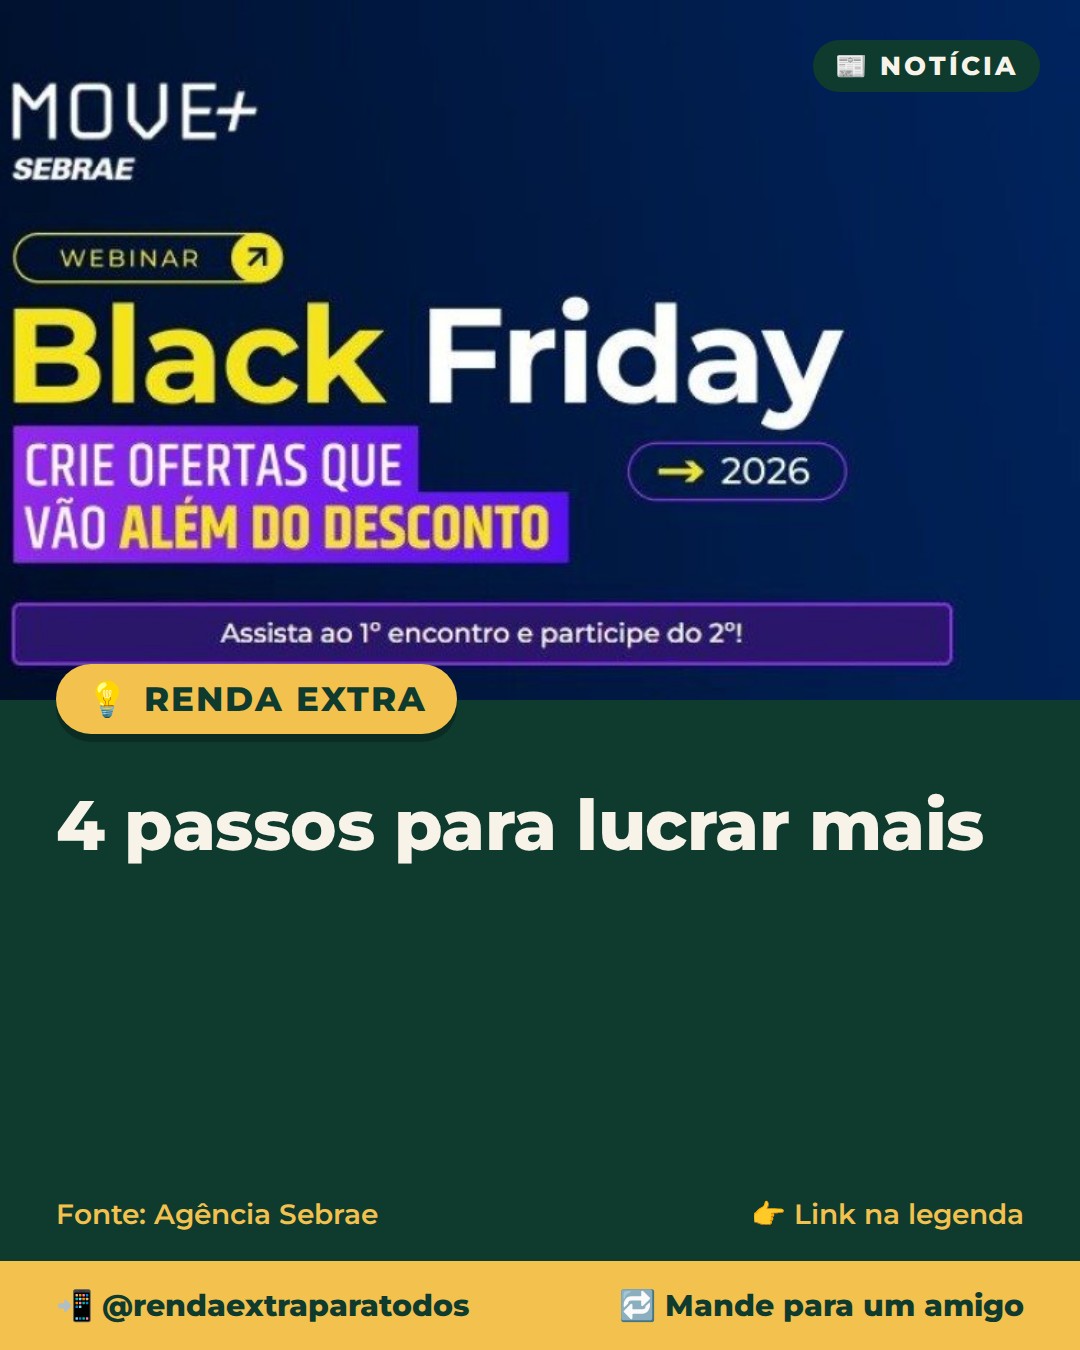 NOTÍCIA
MOVE+
SEBRAE
WEBINAR
Black Friday
CRIE OFERTAS QUE
VÃO ALÉM DO DESCONTO
2026
Assista ao 1º encontro e participe do 2º!
RENDA EXTRA
4 passos para lucrar mais
Fonte: Agência Sebrae
Link na legenda
@rendaextraparatodos
Mande para um amigo